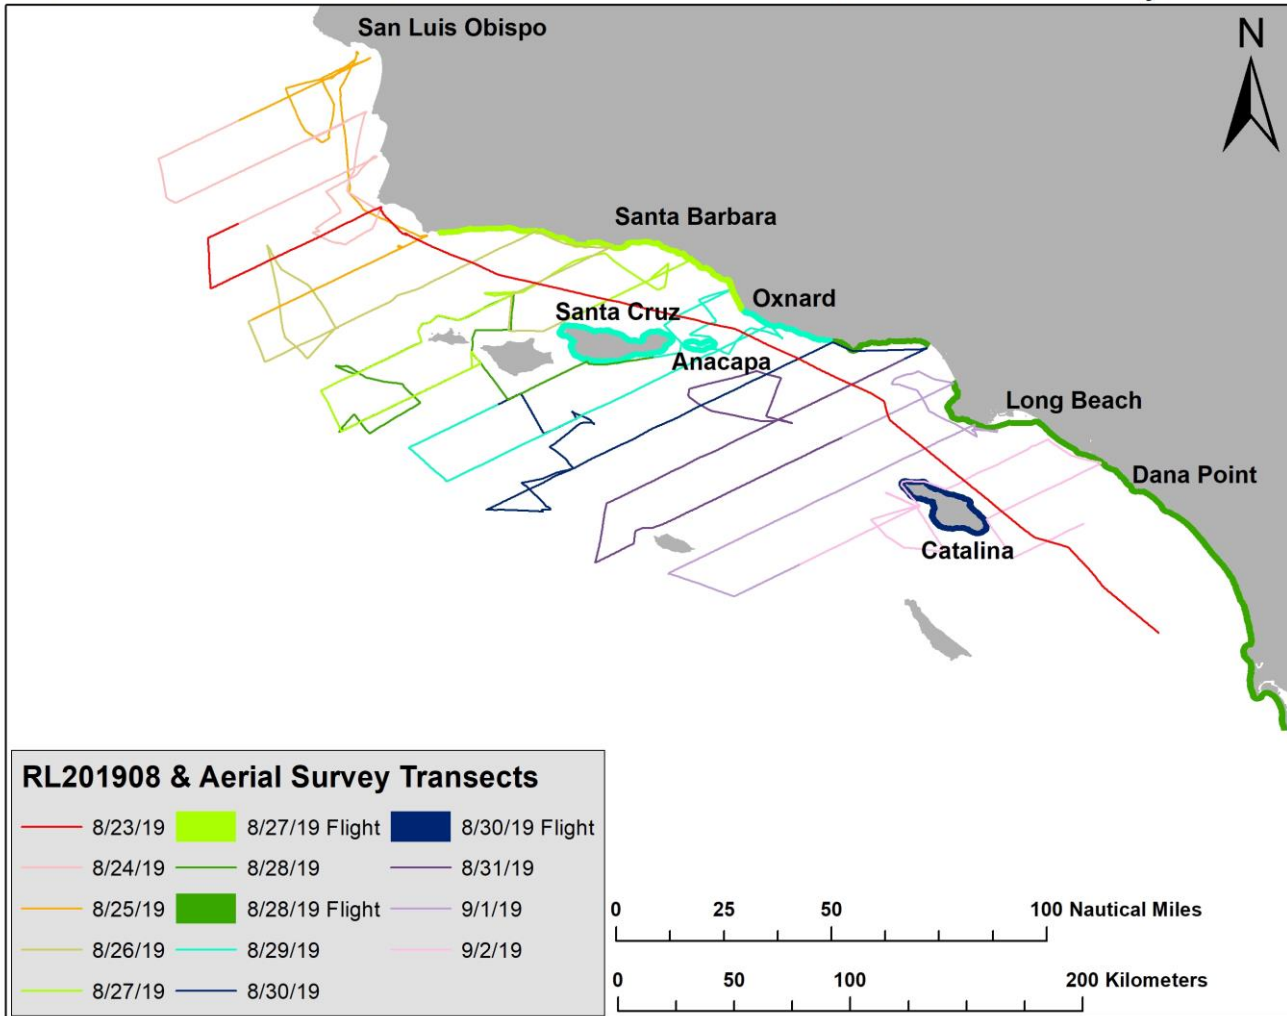 San Luis Obispo
N
Santa Barbara
Oxnard
Santa Cruz
Anacapa
Long Beach
Dana Point
Catalina
RL201908 & Aerial Survey Transects
8/23/19 8/27/19 Flight 8/30/19 Flight
8/24/19 8/28/19 8/31/19
8/25/19 8/28/19 Flight 9/1/19
8/26/19 8/29/19 9/2/19
8/27/19 8/30/19
0 25 50 100 Nautical Miles
0 50 100 200 Kilometers